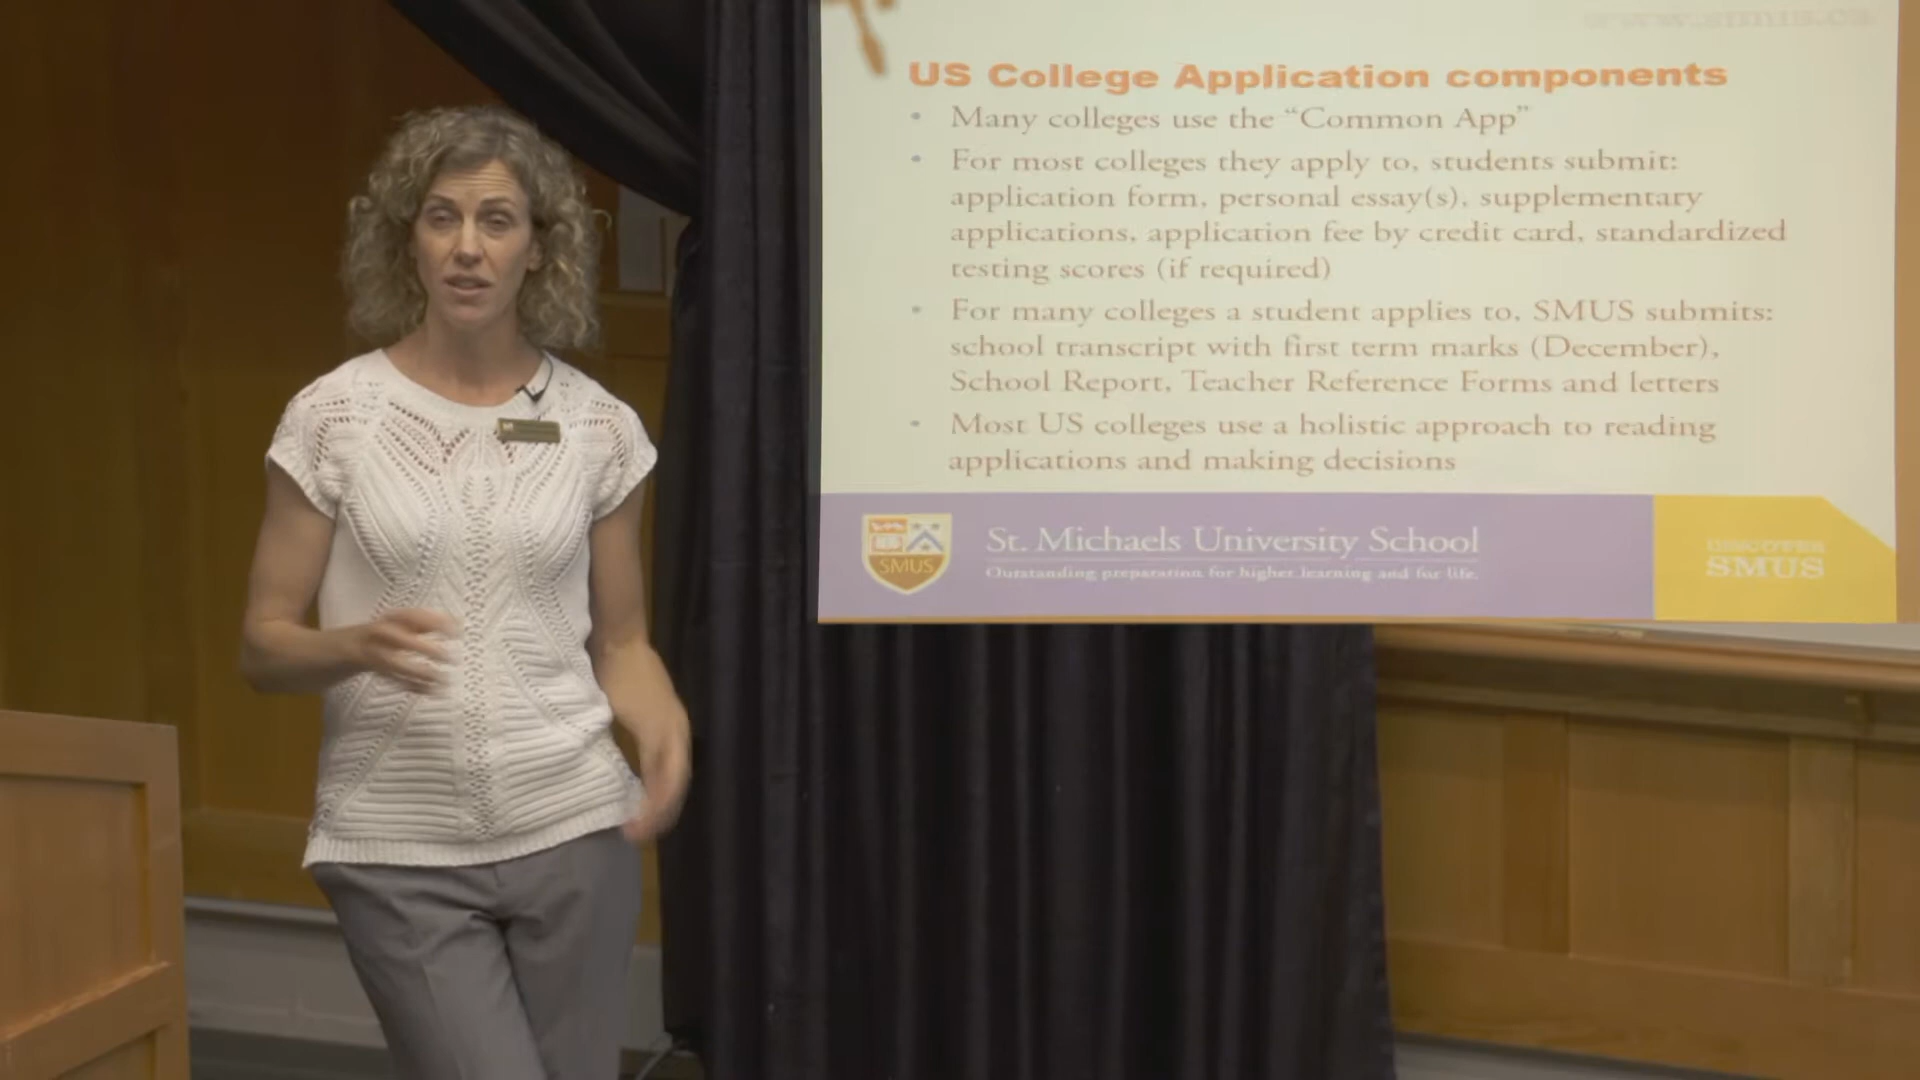 www.smus.ca
US College Application components
• Many colleges use the “Common App”
• For most colleges they apply to, students submit:
application form, personal essay(s), supplementary
applications, application fee by credit card, standardized
testing scores (if required)
• For many colleges a student applies to, SMUS submits:
school transcript with first term marks (December),
School Report, Teacher Reference Forms and letters
• Most US colleges use a holistic approach to reading
applications and making decisions
SMUS
St. Michaels University School
Outstanding preparation for higher learning and for life.
DISCOVER
SMUS